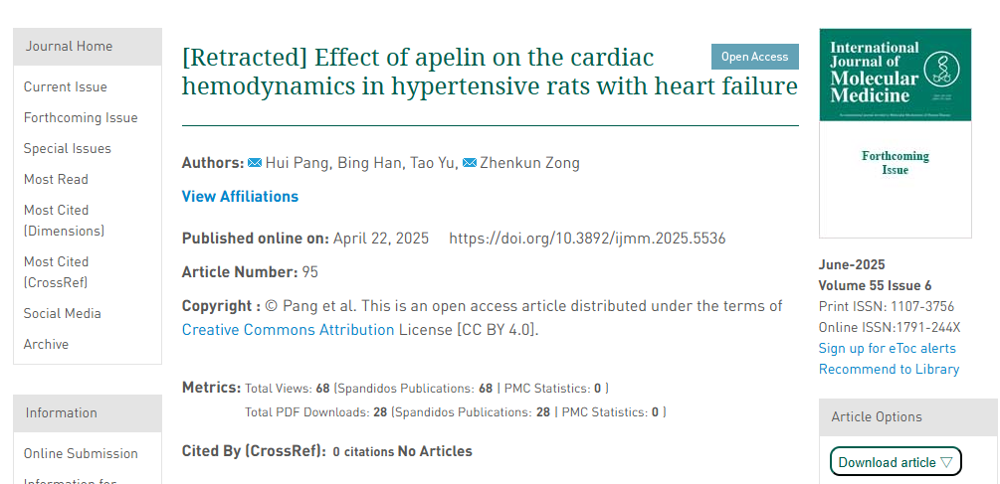 Journal Home
Current Issue
Forthcoming Issue
Special Issues
Most Read
Most Cited
(Dimensions)
Most Cited
(CrossRef)
Social Media
Archive
Information
Online Submission
Information for
[Retracted] Effect of apelin on the cardiac
hemodynamics in hypertensive rats with heart failure
Open Access
Authors: Hui Pang, Bing Han, Tao Yu, Zhenkun Zong
View Affiliations
Published online on: April 22, 2025 https://doi.org/10.3892/ijmm.2025.5536
Article Number: 95
Copyright : © Pang et al. This is an open access article distributed under the terms of
Creative Commons Attribution License [CC BY 4.0].
Metrics: Total Views: 68 (Spandidos Publications: 68 | PMC Statistics: 0 )
Total PDF Downloads: 28 (Spandidos Publications: 28 | PMC Statistics: 0 )
Cited By (CrossRef): 0 citations No Articles
International
Journal of
Molecular
Medicine
Forthcoming
Issue
June-2025
Volume 55 Issue 6
Print ISSN: 1107-3756
Online ISSN:1791-244X
Sign up for eToc alerts
Recommend to Library
Article Options
Download article ▽